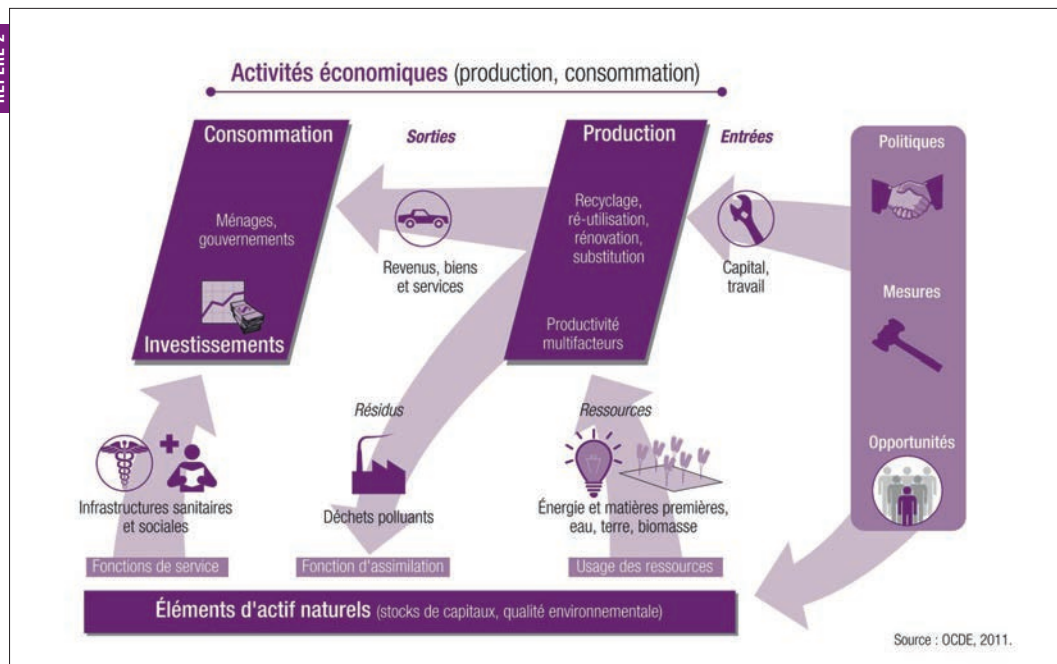 REPÈRE 2
Activités économiques (production, consommation)
Consommation
Sorties
Production
Entrées
Politiques
Ménages,
gouvernements
Investissements
Revenus, biens
et services
Recyclage,
ré-utilisation,
rénovation,
substitution
Productivité
multifacteurs
Capital,
travail
Mesures
Opportunités
Infrastructures sanitaires
et sociales
Résidus
Déchets polluants
Ressources
Énergie et matières premières,
eau, terre, biomasse
Fonctions de service
Fonction d'assimilation
Usage des ressources
Éléments d'actif naturels (stocks de capitaux, qualité environnementale)
Source : OCDE, 2011.